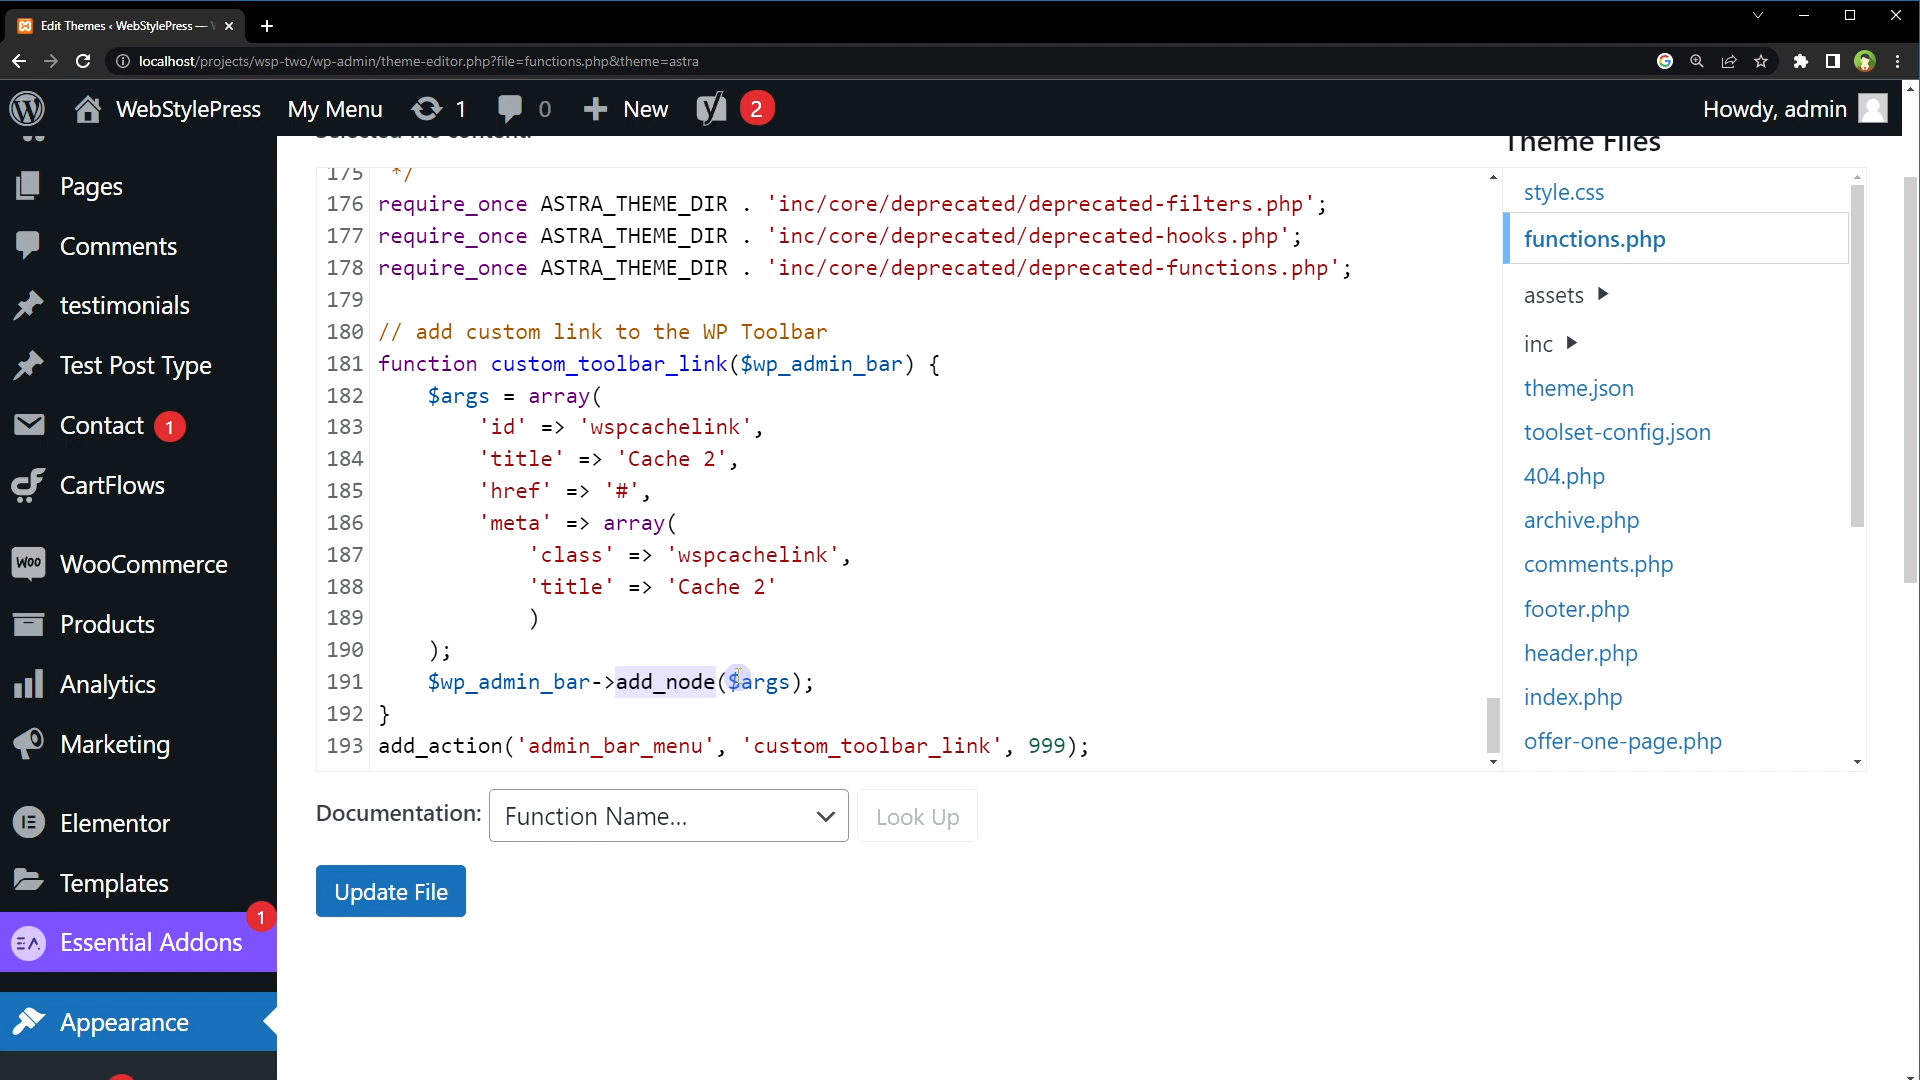 Edit Themes ‹ WebStylePress —
localhost/projects/wsp-two/wp-admin/theme-editor.php?file=functions.php&theme=astra
WebStylePress My Menu 1 0 New 2 Howdy, admin
Pages
Comments
testimonials
Test Post Type
Contact 1
CartFlows
WooCommerce
Products
Analytics
Marketing
Elementor
Templates
1
Essential Addons
Appearance
Selected file content:
175 */
176 require_once ASTRA_THEME_DIR . 'inc/core/deprecated/deprecated-filters.php';
177 require_once ASTRA_THEME_DIR . 'inc/core/deprecated/deprecated-hooks.php';
178 require_once ASTRA_THEME_DIR . 'inc/core/deprecated/deprecated-functions.php';
179
180 // add custom link to the WP Toolbar
181 function custom_toolbar_link($wp_admin_bar) {
182 $args = array(
183 'id' => 'wspcachelink',
184 'title' => 'Cache 2',
185 'href' => '#',
186 'meta' => array(
187 'class' => 'wspcachelink',
188 'title' => 'Cache 2'
189 )
190 );
191 $wp_admin_bar->add_node($args);
192 }
193 add_action('admin_bar_menu', 'custom_toolbar_link', 999);
Documentation: Function Name... Look Up
Update File
Theme Files
style.css
functions.php
assets
inc
theme.json
toolset-config.json
404.php
archive.php
comments.php
footer.php
header.php
index.php
offer-one-page.php